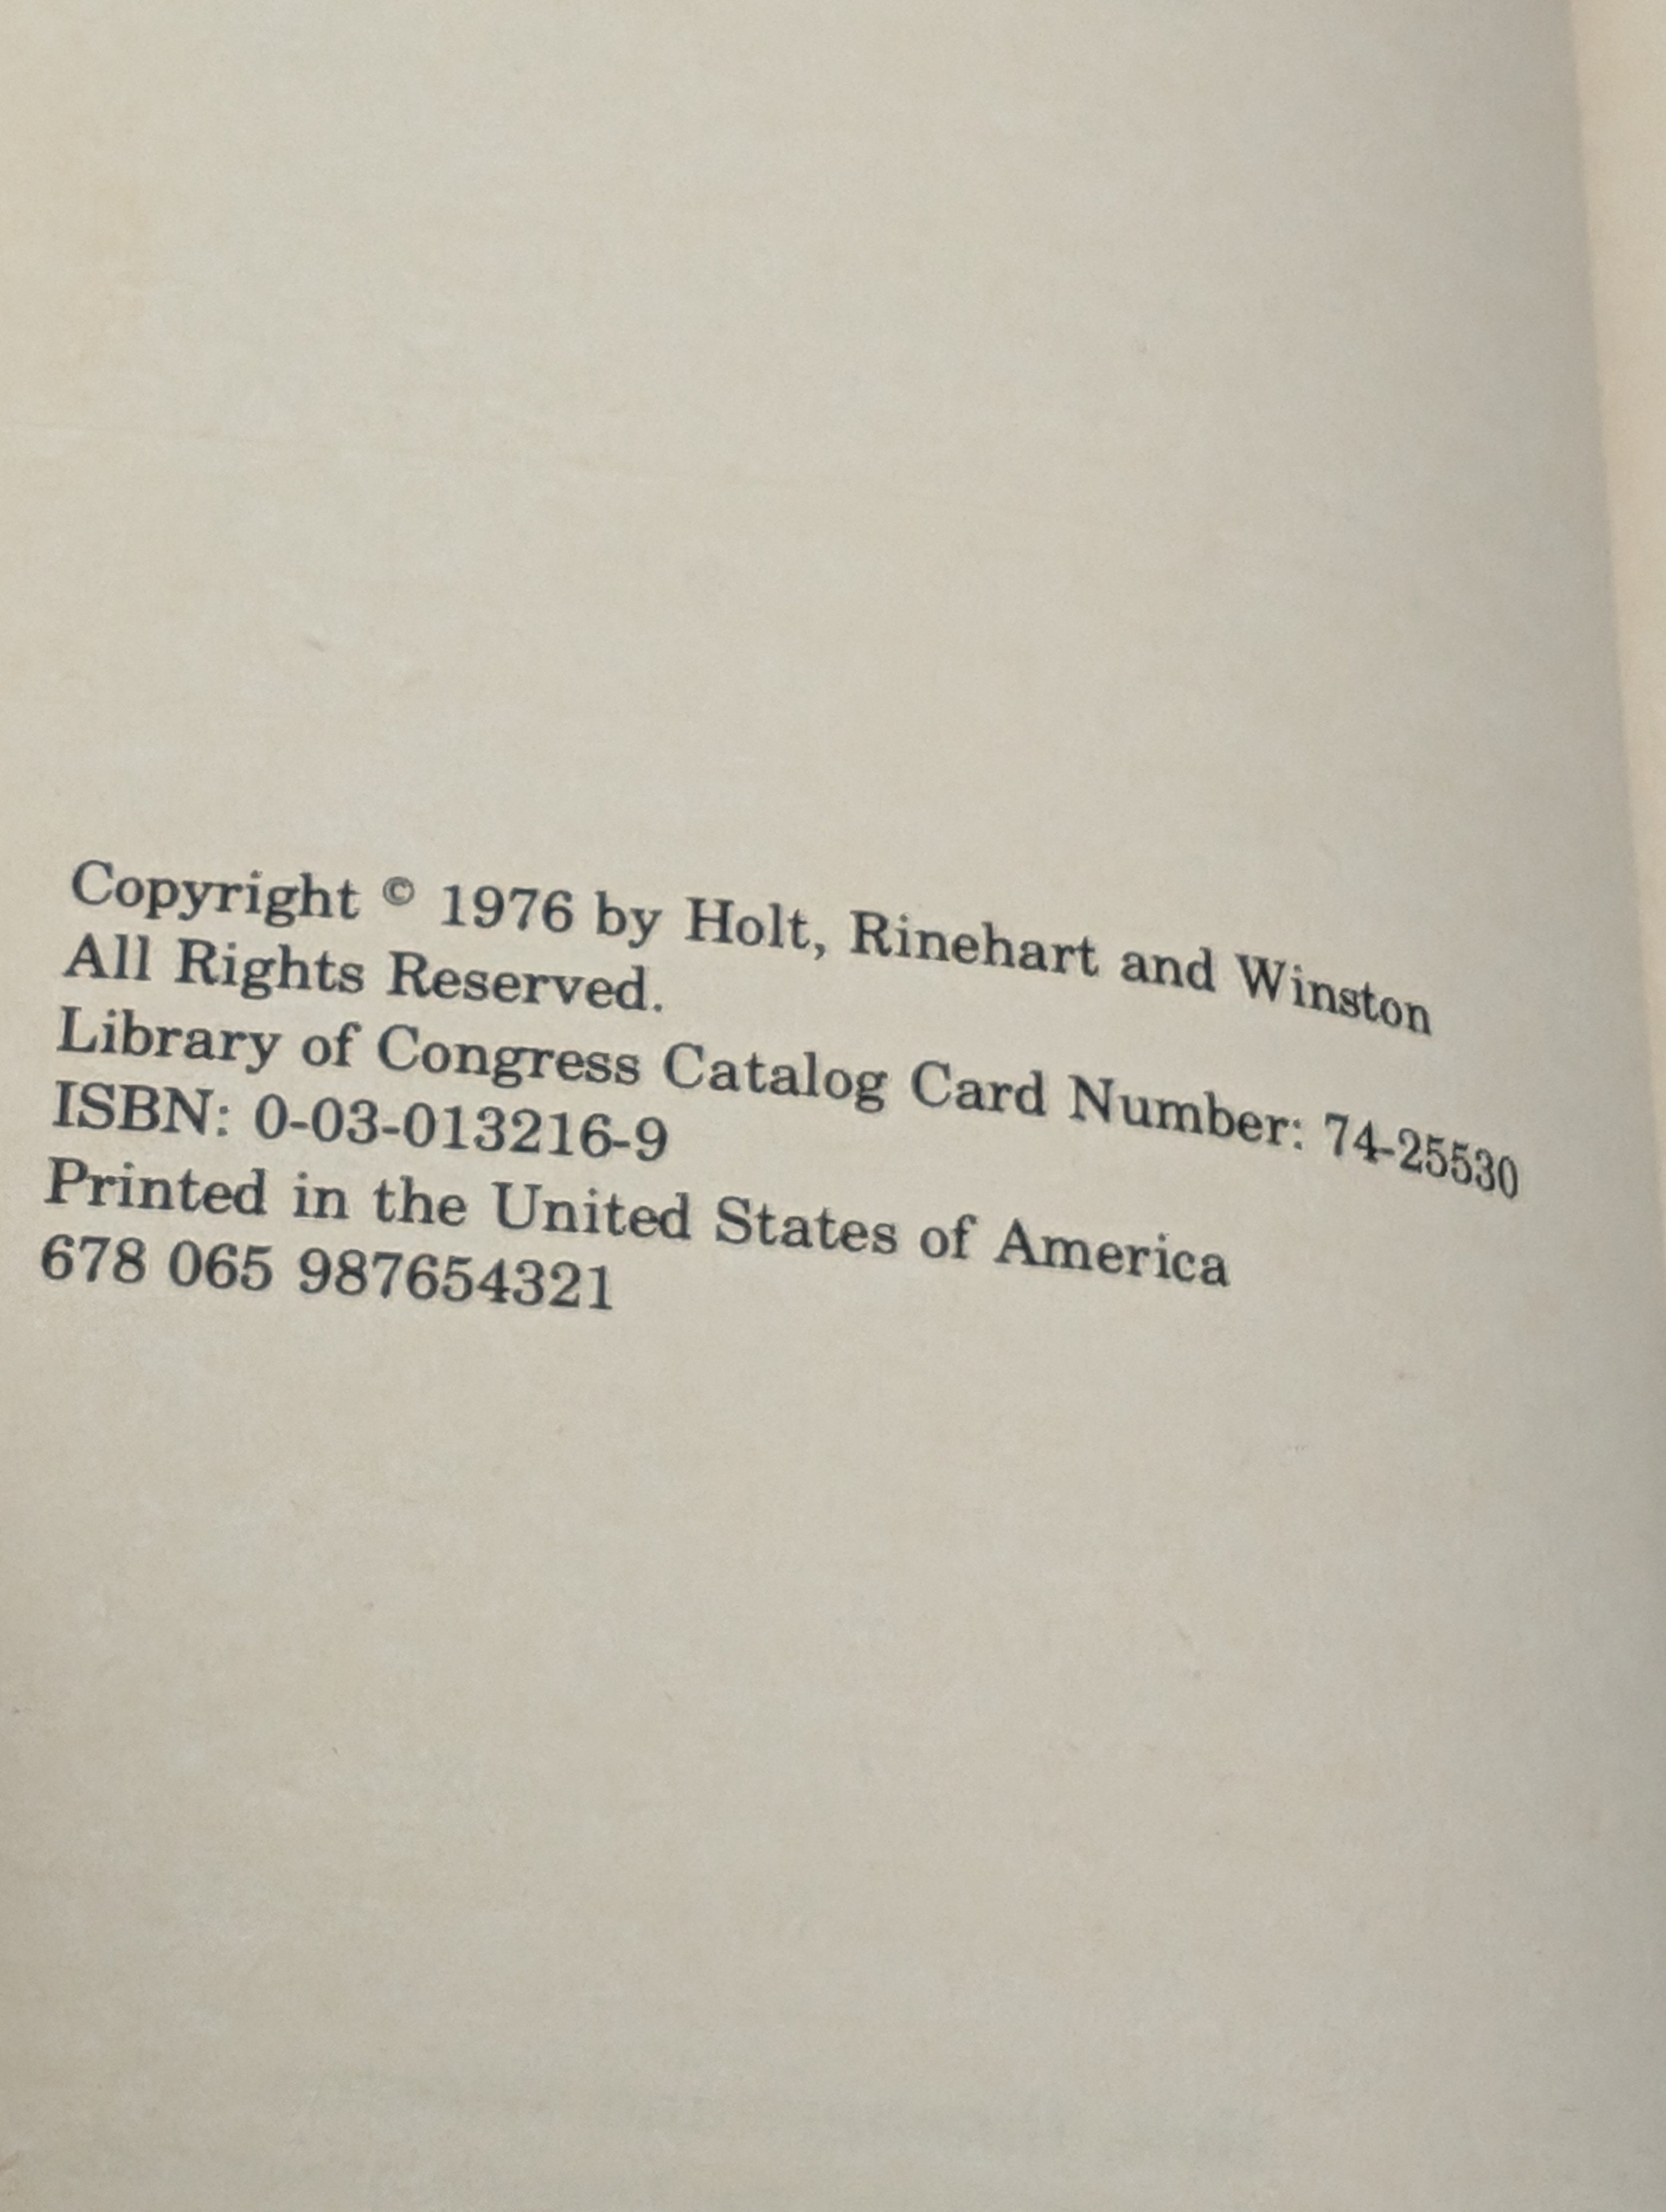 Copyright © 1976 by Holt, Rinehart and Winston
All Rights Reserved.
Library of Congress Catalog Card Number: 74-25530
ISBN: 0-03-013216-9
Printed in the United States of America
678 065 987654321